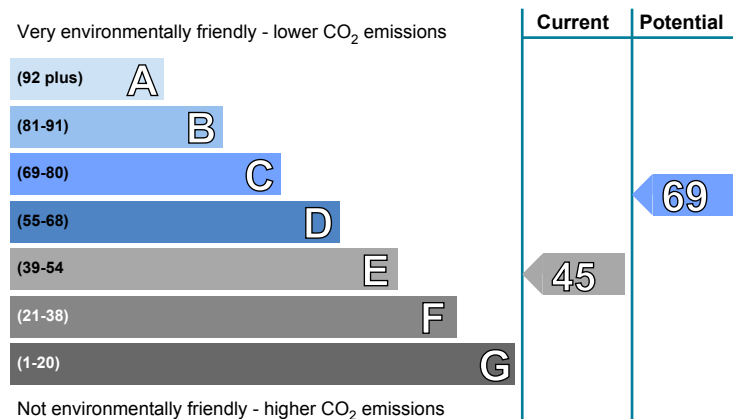 Very environmentally friendly - lower CO₂ emissions
Current
Potential
(92 plus) A
(81-91) B
(69-80) C
(55-68) D
(39-54 E
(21-38) F
(1-20) G
69
45
Not environmentally friendly - higher CO₂ emissions